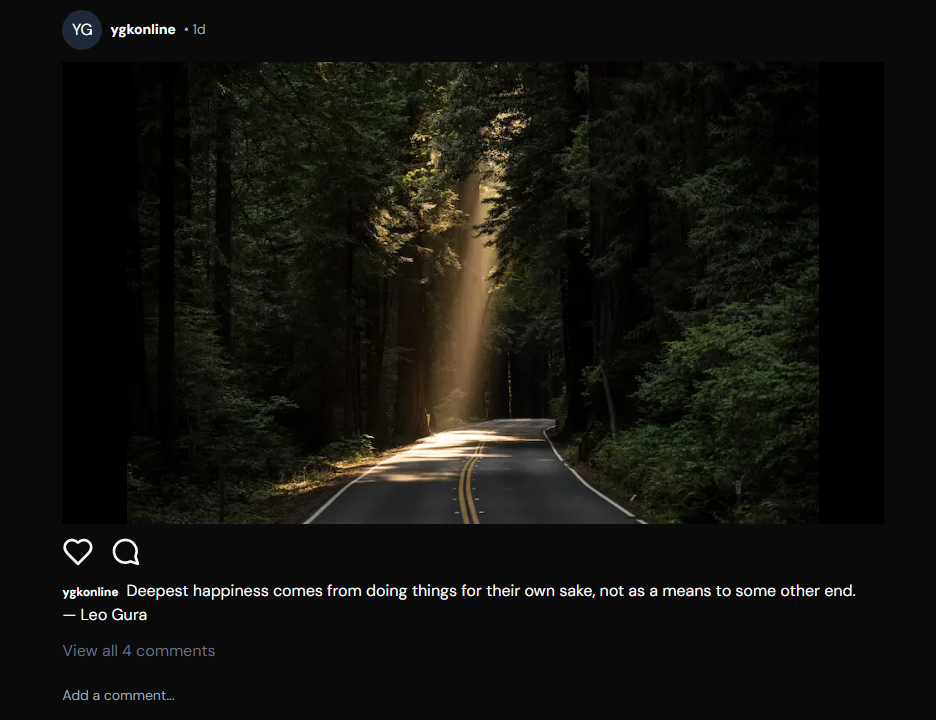 YG ygkonline • 1d
ygkonline Deepest happiness comes from doing things for their own sake, not as a means to some other end.
— Leo Gura
View all 4 comments
Add a comment...